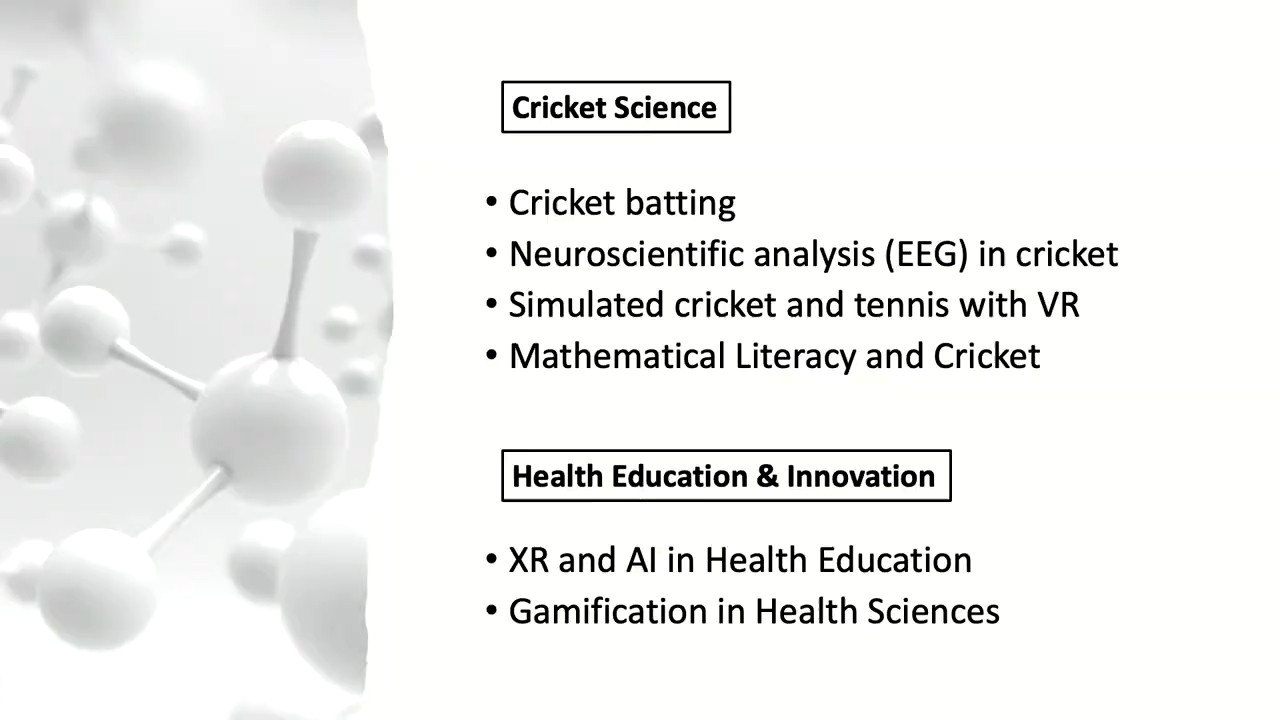 Cricket Science
• Cricket batting
• Neuroscientific analysis (EEG) in cricket
• Simulated cricket and tennis with VR
• Mathematical Literacy and Cricket
Health Education & Innovation
• XR and AI in Health Education
• Gamification in Health Sciences